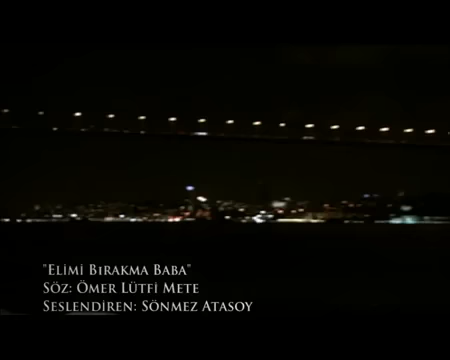 "Elimi Bırakma Baba"
Söz: Ömer Lütfi Mete
Seslendiren: Sönmez Atasoy